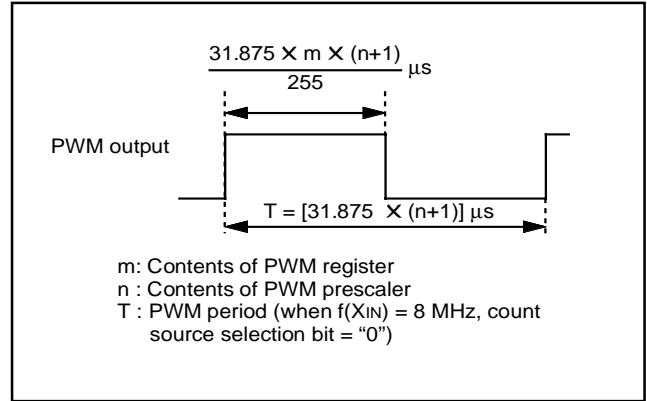 31.875 × m × (n+1)
255
μs
PWM output
T = [31.875 × (n+1)] μs
m: Contents of PWM register
n : Contents of PWM prescaler
T : PWM period (when f(XIN) = 8 MHz, count
source selection bit = “0”)